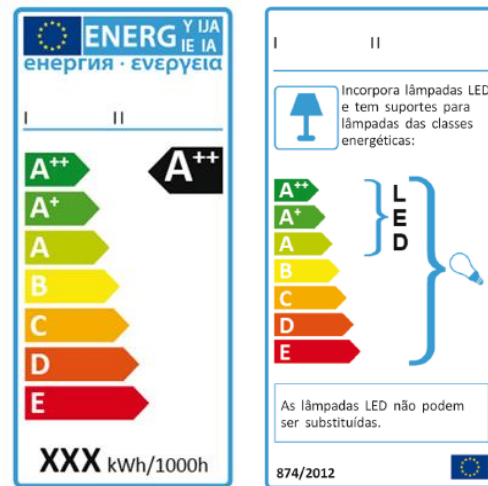 ENERG Y IJA
IE IA
енергия · ενεργεια
I II
A++
A++
A+
A
B
C
D
E
XXX kWh/1000h
I II
Incorpora lâmpadas LED
e tem suportes para
lâmpadas das classes
energéticas:
A++
A+
A
B
C
D
E
L
E
D
As lâmpadas LED não podem
ser substituídas.
874/2012